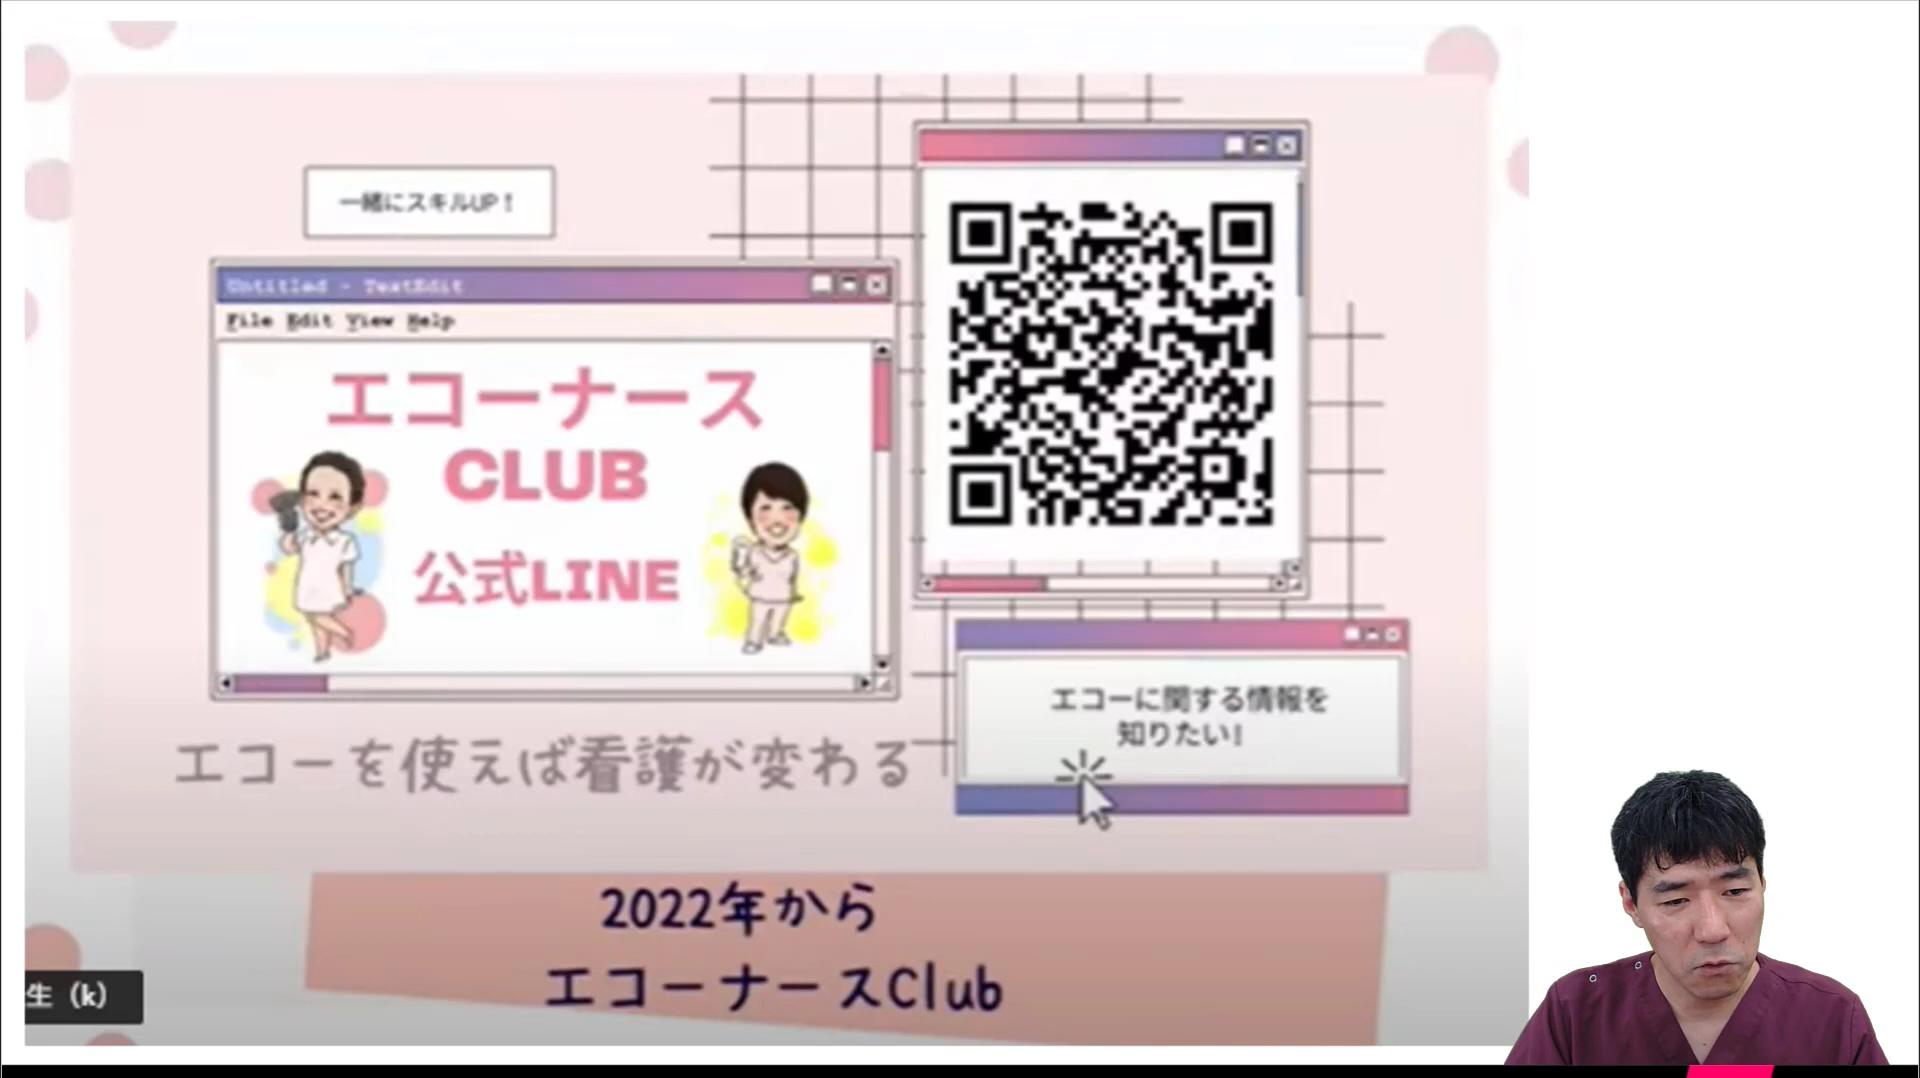 一緒にスキルUP！
Untitled - TextEdit
File Edit View Help
エコーナース
CLUB
公式LINE
エコーに関する情報を
知りたい！
エコーを使えば看護が変わる
2022年から
エコーナースClub
生（k）